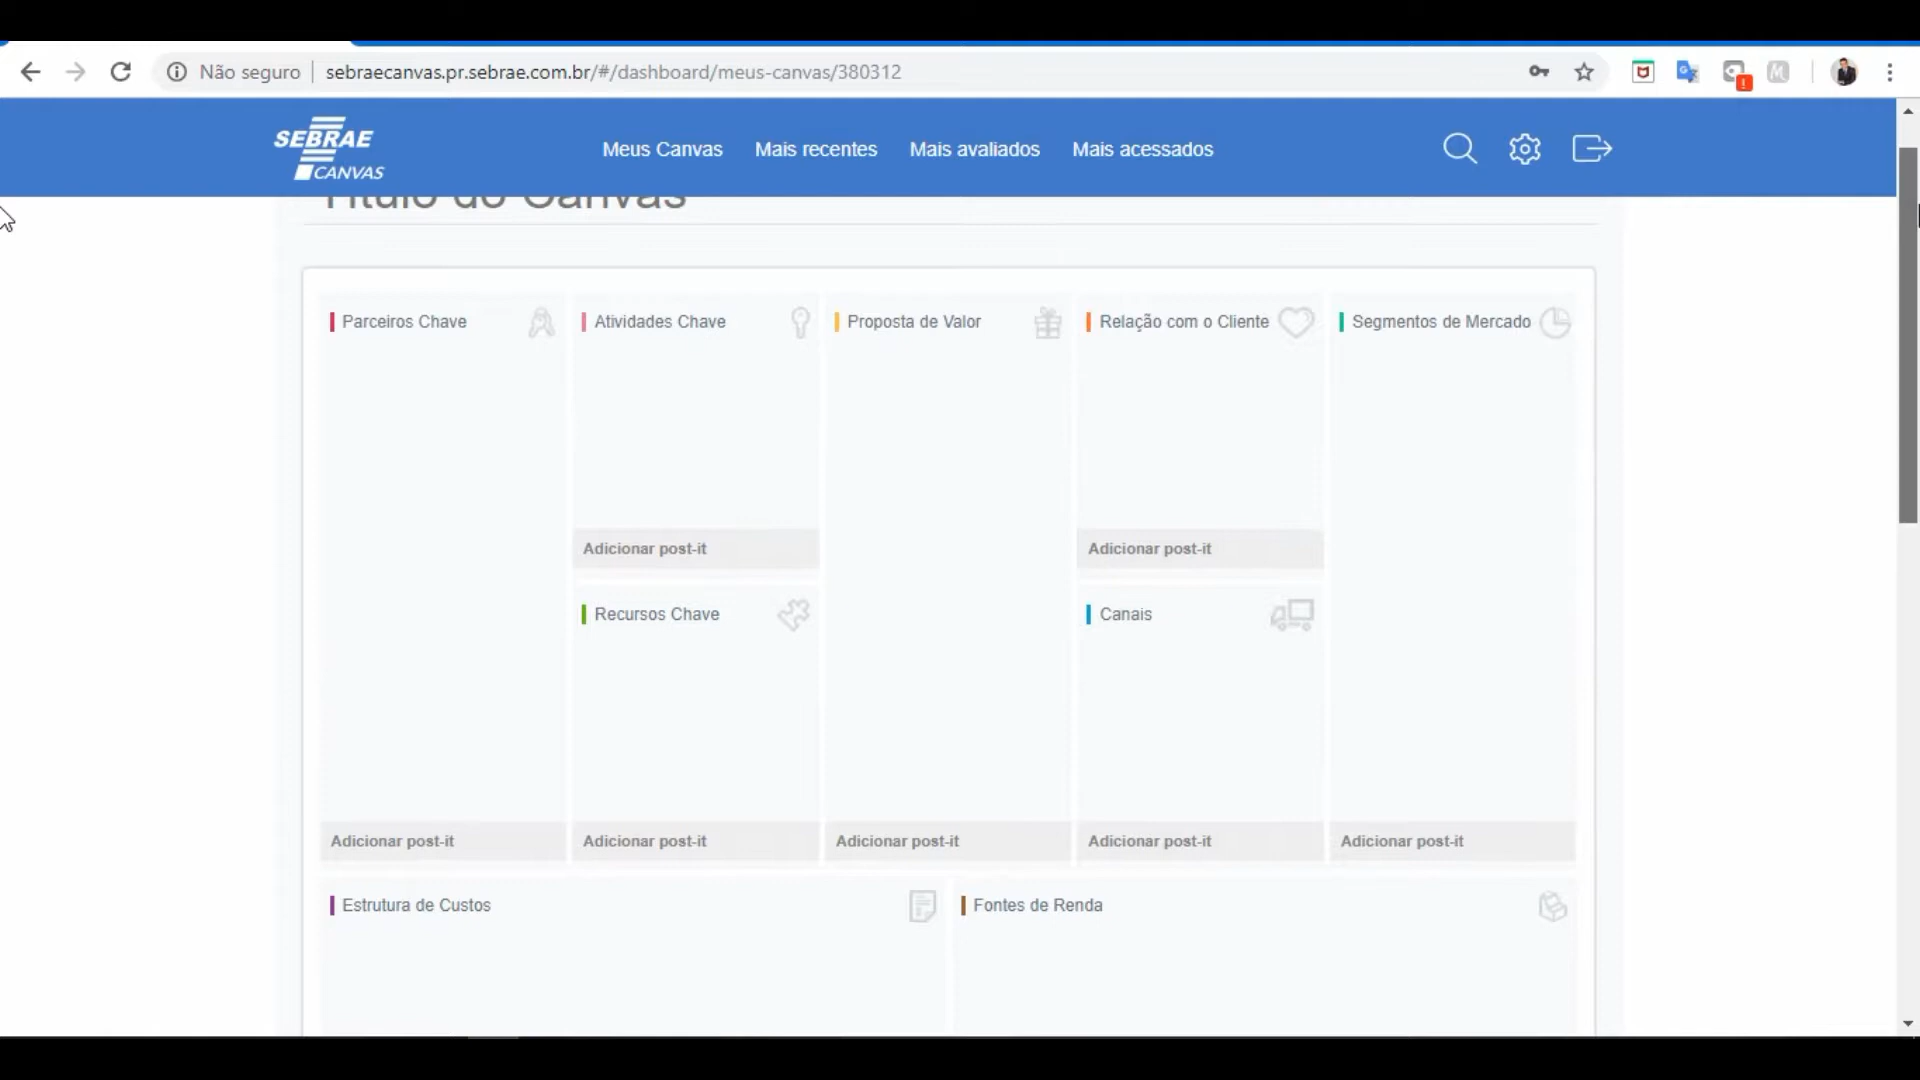 Não seguro
sebraecanvas.pr.sebrae.com.br/#/dashboard/meus-canvas/380312
SEBRAE
CANVAS
Meus Canvas
Mais recentes
Mais avaliados
Mais acessados
Título do Canvas
Parceiros Chave
Atividades Chave
Proposta de Valor
Relação com o Cliente
Segmentos de Mercado
Adicionar post-it
Adicionar post-it
Recursos Chave
Canais
Adicionar post-it
Adicionar post-it
Adicionar post-it
Adicionar post-it
Adicionar post-it
Estrutura de Custos
Fontes de Renda